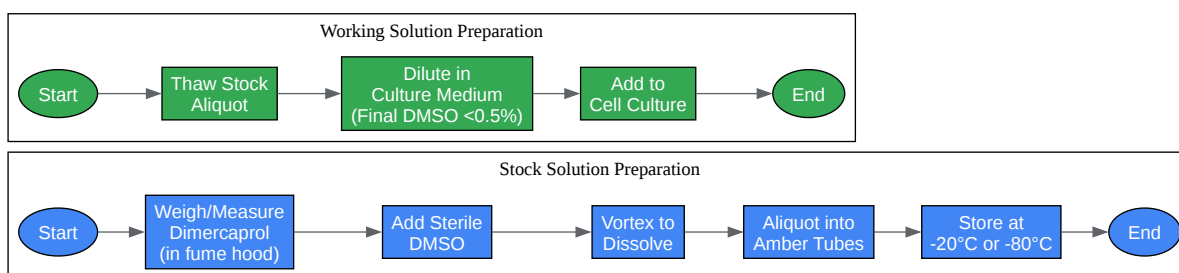 Working Solution Preparation
Start
Thaw Stock
Aliquot
Dilute in
Culture Medium
(Final DMSO <0.5%)
Add to
Cell Culture
End
Stock Solution Preparation
Start
Weigh/Measure
Dimercaprol
(in fume hood)
Add Sterile
DMSO
Vortex to
Dissolve
Aliquot into
Amber Tubes
Store at
-20°C or -80°C
End